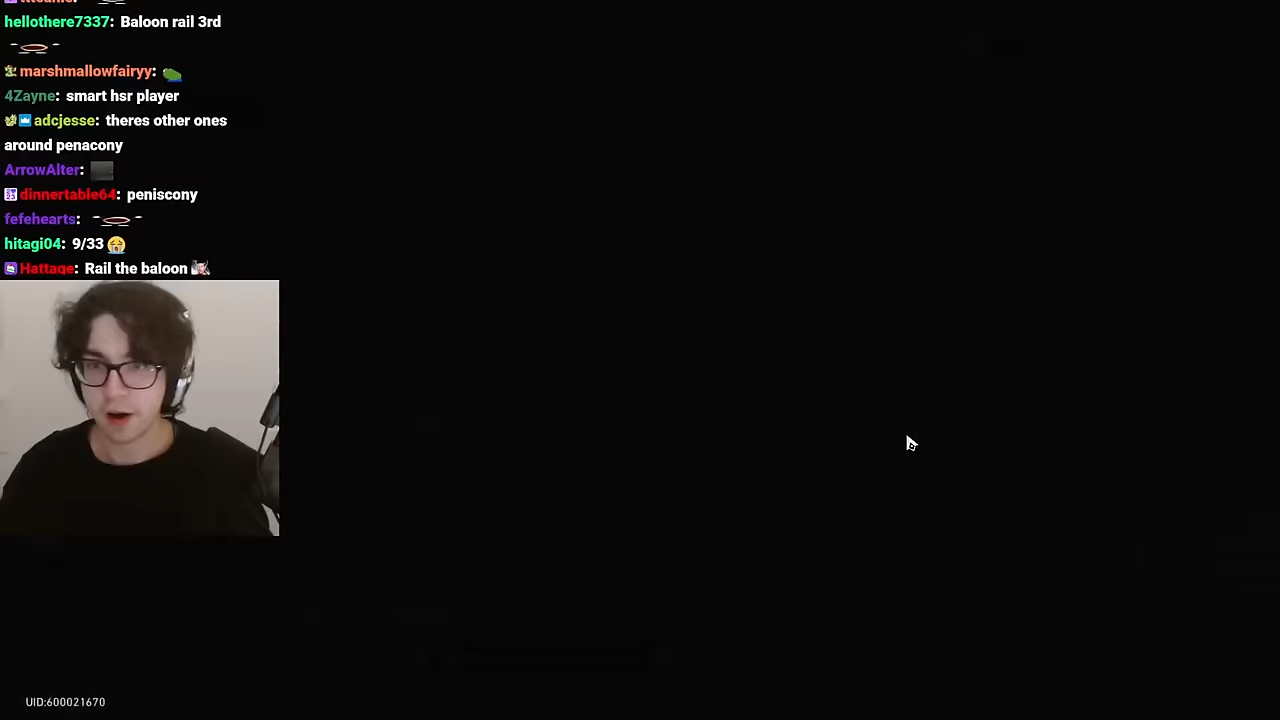 hellothere7337: Baloon rail 3rd
marshmallowfairyy:
4Zayne: smart hsr player
adcjesse: theres other ones
around penacony
ArrowAlter:
dinnertable64: peniscony
fefehearts:
hitagi04: 9/33
Hattage: Rail the baloon
UID:600021670